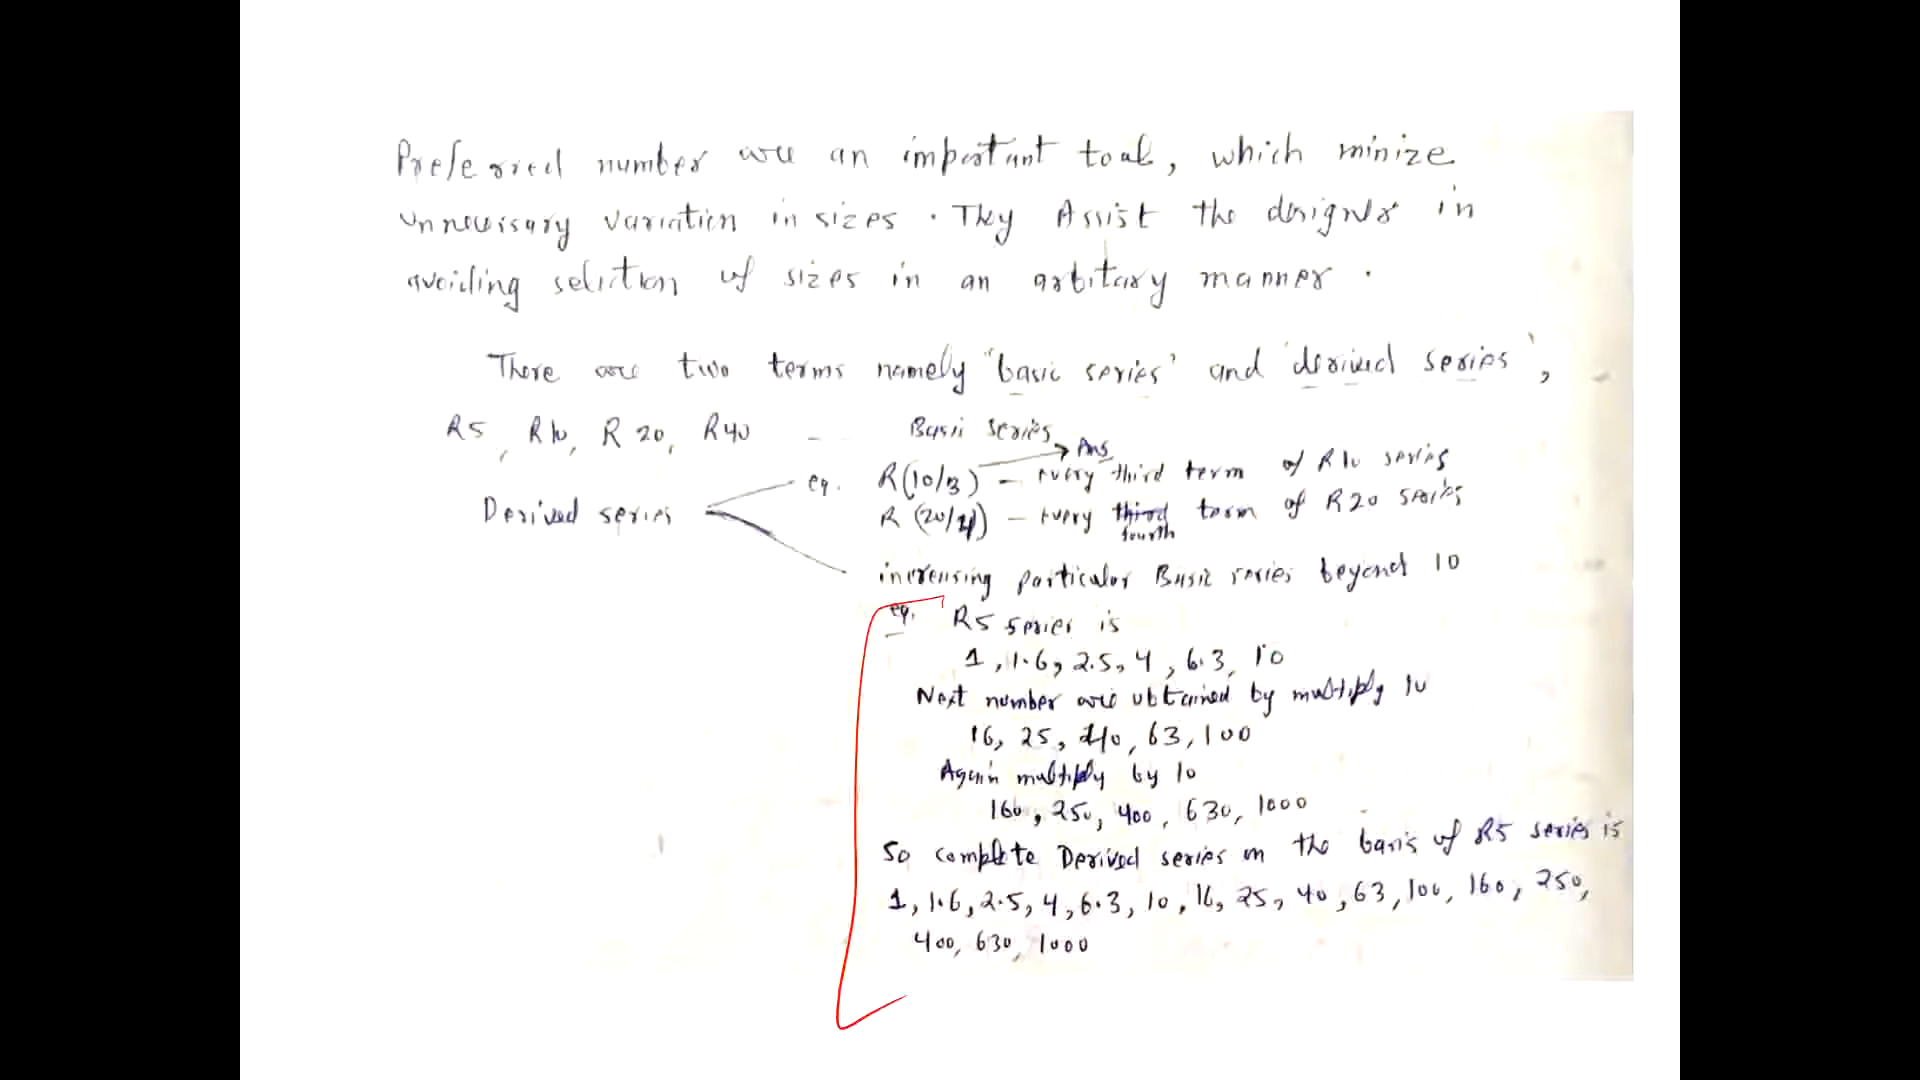 Preferred number are an important tool, which minize
unnecessary variation in sizes. They Assist the designer in
avoiding selection of sizes in an arbitary manner.
There are two terms namely "basic series" and 'derived series',
R5, R10, R20, R40 - - Basic series
→ Ans
Derived series eg. R(10/3) - every third term of R10 series
R(20/4) - every third fourth term of R20 series
increasing particular Basic series beyond 10
eg. R5 series is
1, 1.6, 2.5, 4, 6.3, 10
Next number are obtained by multiply 10
16, 25, 40, 63, 100
Again multiply by 10
160, 250, 400, 630, 1000
So complete Derived series on the basis of R5 series is
1, 1.6, 2.5, 4, 6.3, 10, 16, 25, 40, 63, 100, 160, 250,
400, 630, 1000